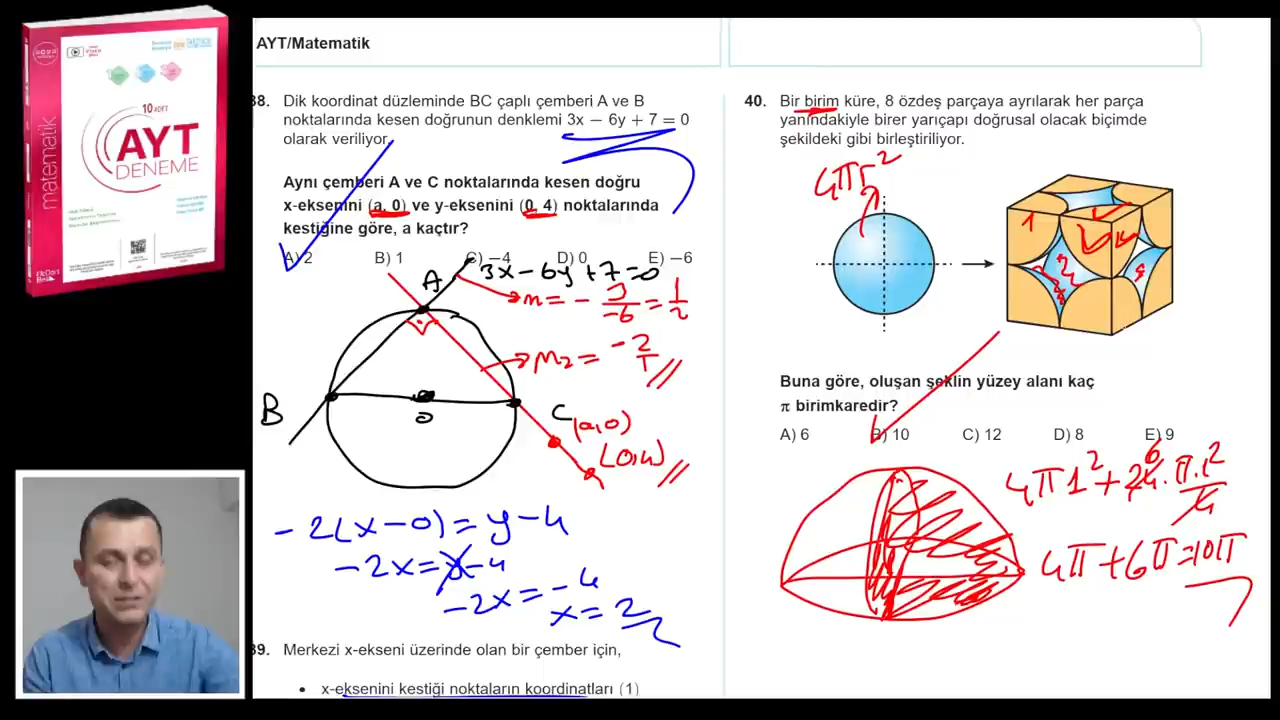 matematik
10 ADET
AYT
DENEME
AYT/Matematik
38. Dik koordinat düzleminde BC çaplı çemberi A ve B
noktalarında kesen doğrunun denklemi 3x − 6y + 7 = 0
olarak veriliyor.
Aynı çemberi A ve C noktalarında kesen doğru
x-eksenini (a, 0) ve y-eksenini (0, 4) noktalarında
kestiğine göre, a kaçtır?
A) 2 B) 1 C) −4 D) 0 E) −6
A
3x−6y+7=0
m = − 3/−6 = 1/2
m2 = −2/1
B
0
C
(a,0)
(0,4)
−2(x−0)=y−4
−2x=y−4
−2x=−4
x=2
39. Merkezi x-ekseni üzerinde olan bir çember için,
• x-eksenini kestiği noktaların koordinatları (1)
40. Bir birim küre, 8 özdeş parçaya ayrılarak her parça
yanındakiyle birer yarıçapı doğrusal olacak biçimde
şekildeki gibi birleştiriliyor.
4πr²
1
Buna göre, oluşan şeklin yüzey alanı kaç
π birimkaredir?
A) 6 B) 10 C) 12 D) 8 E) 9
4π1²+24·π·1²/4
6
4π+6π=10π